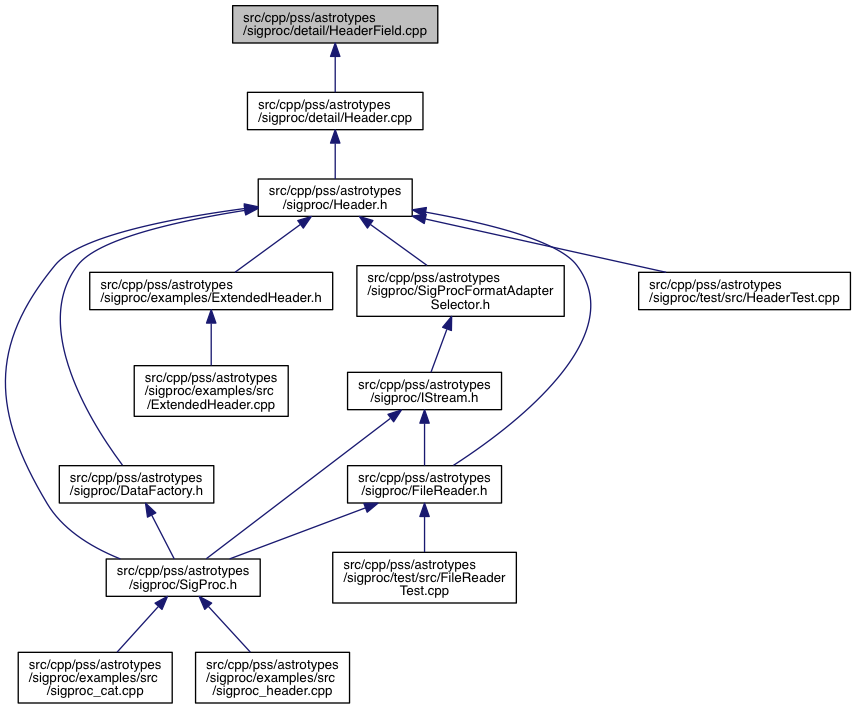 src/cpp/pss/astrotypes
/sigproc/detail/HeaderField.cpp
src/cpp/pss/astrotypes
/sigproc/detail/Header.cpp
src/cpp/pss/astrotypes
/sigproc/Header.h
src/cpp/pss/astrotypes
/sigproc/examples/ExtendedHeader.h
src/cpp/pss/astrotypes
/sigproc/SigProcFormatAdapter
Selector.h
src/cpp/pss/astrotypes
/sigproc/test/src/HeaderTest.cpp
src/cpp/pss/astrotypes
/sigproc/examples/src
/ExtendedHeader.cpp
src/cpp/pss/astrotypes
/sigproc/IStream.h
src/cpp/pss/astrotypes
/sigproc/DataFactory.h
src/cpp/pss/astrotypes
/sigproc/FileReader.h
src/cpp/pss/astrotypes
/sigproc/SigProc.h
src/cpp/pss/astrotypes
/sigproc/test/src/FileReader
Test.cpp
src/cpp/pss/astrotypes
/sigproc/examples/src
/sigproc_cat.cpp
src/cpp/pss/astrotypes
/sigproc/examples/src
/sigproc_header.cpp